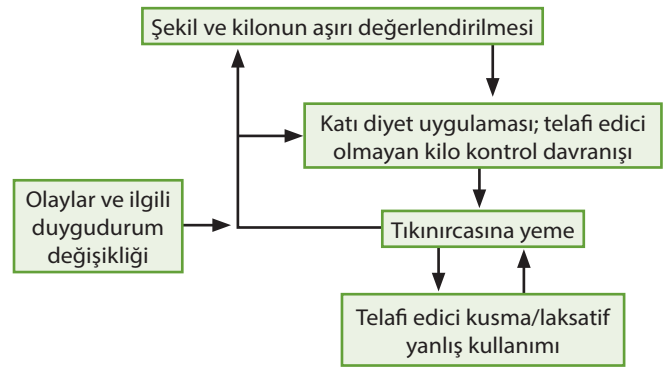 Şekil ve kilonun aşırı değerlendirilmesi
Katı diyet uygulaması; telafi edici
olmayan kilo kontrol davranışı
Olaylar ve ilgili
duygudurum
değişikliği
Tıkınırcasına yeme
Telafi edici kusma/laksatif
yanlış kullanımı